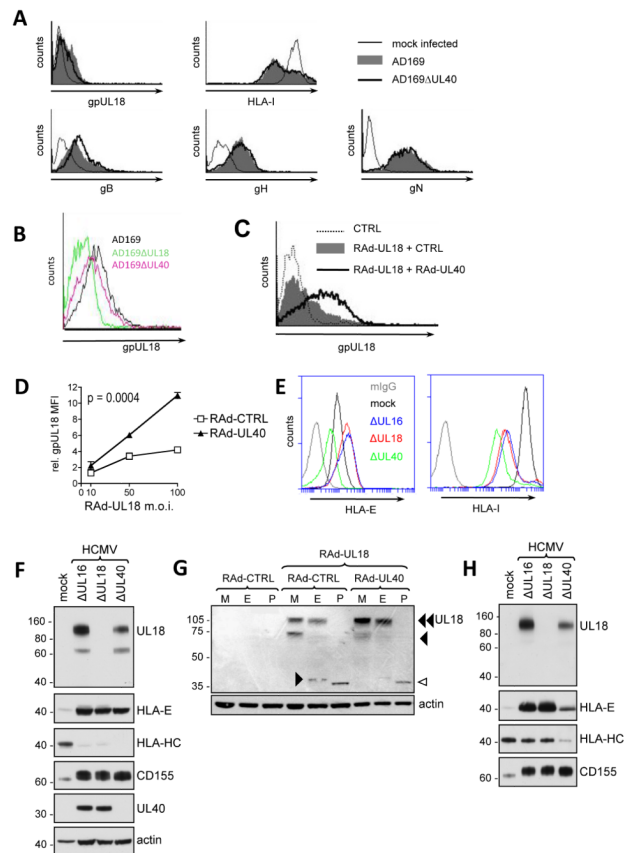 A
counts
gpUL18
counts
HLA-I
mock infected
AD169
AD169ΔUL40
counts
gB
counts
gH
counts
gN
B
AD169
AD169ΔUL18
AD169ΔUL40
counts
gpUL18
C
CTRL
RAd-UL18 + CTRL
RAd-UL18 + RAd-UL40
counts
gpUL18
D
p = 0.0004
rel. gpUL18 MFI
12
10
8
6
4
2
0
0 10 50 100
RAd-UL18 m.o.i.
RAd-CTRL
RAd-UL40
E
mIgG
mock
ΔUL16
ΔUL18
ΔUL40
counts
HLA-E
HLA-I
F
HCMV
mock ΔUL16 ΔUL18 ΔUL40
160
120
60
40
UL18
40 HLA-E
40 HLA-HC
60 CD155
30 UL40
40 actin
G
RAd-UL18
RAd-CTRL RAd-CTRL RAd-UL40
M E P M E P M E P
105
75
50
35
UL18
actin
H
HCMV
mock ΔUL16 ΔUL18 ΔUL40
160
120
60
40
UL18
40 HLA-E
40 HLA-HC
60 CD155